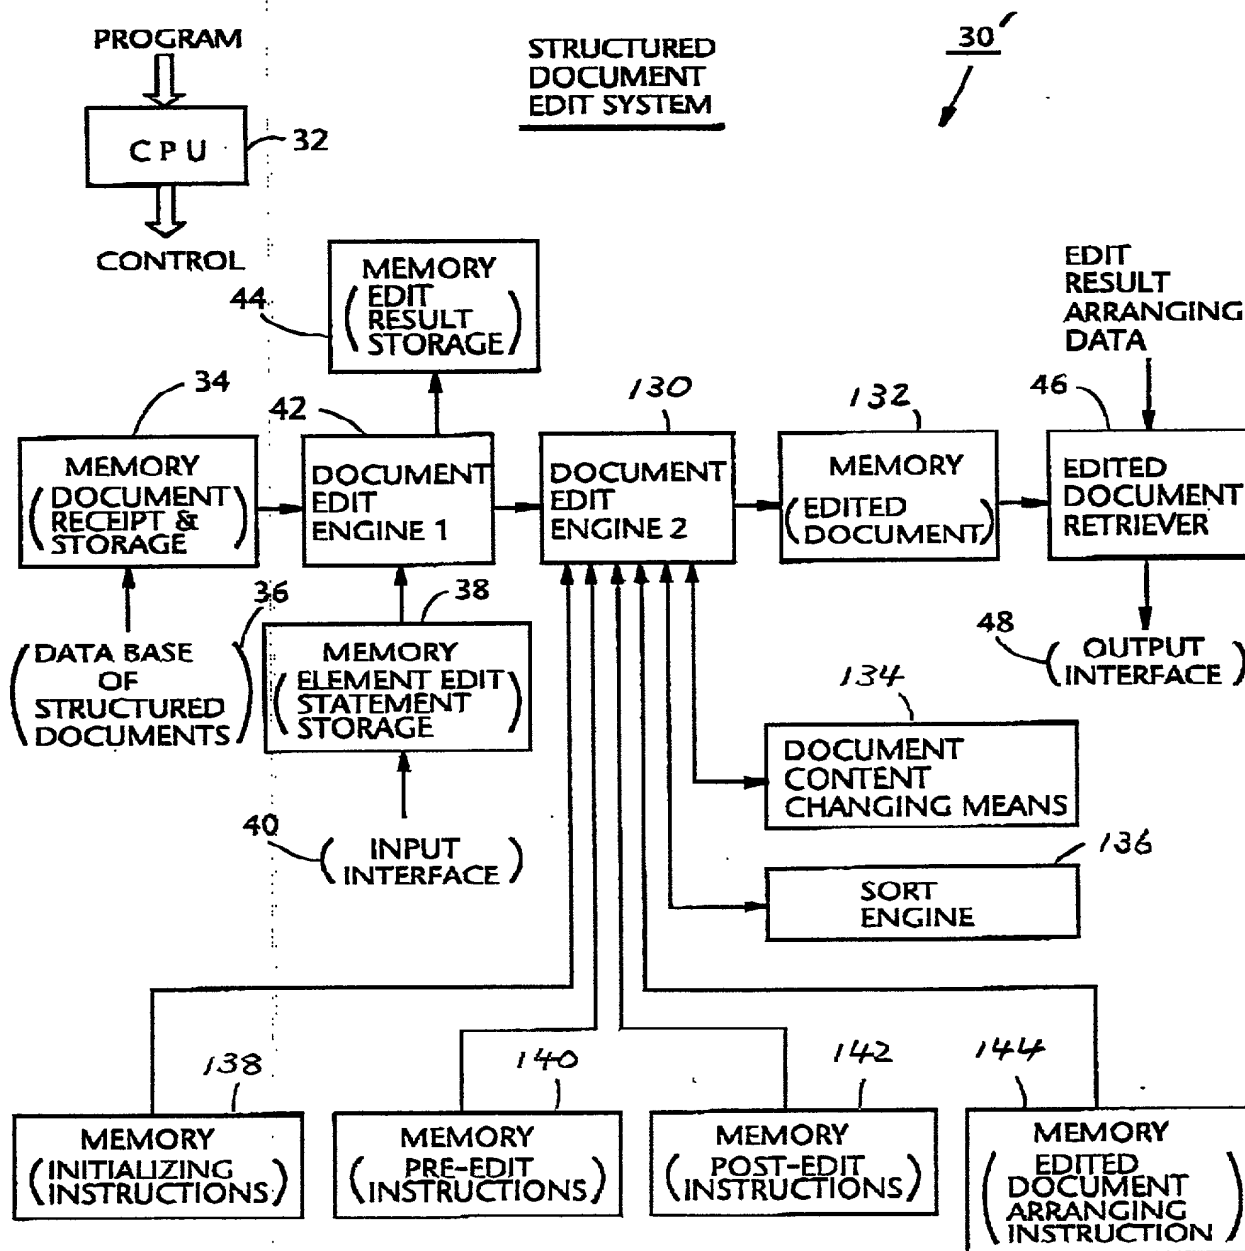 PROGRAM
CPU
32
CONTROL
STRUCTURED
DOCUMENT
EDIT SYSTEM
30′
MEMORY
(EDIT
RESULT
STORAGE)
44
EDIT
RESULT
ARRANGING
DATA
34
MEMORY
(DOCUMENT
RECEIPT &
STORAGE)
42
DOCUMENT
EDIT
ENGINE 1
130
DOCUMENT
EDIT
ENGINE 2
132
MEMORY
(EDITED
DOCUMENT)
46
EDITED
DOCUMENT
RETRIEVER
36
(DATA BASE
OF
STRUCTURED
DOCUMENTS)
38
MEMORY
(ELEMENT EDIT
STATEMENT
STORAGE)
48
(OUTPUT
INTERFACE)
40
(INPUT
INTERFACE)
134
DOCUMENT
CONTENT
CHANGING MEANS
136
SORT
ENGINE
138
MEMORY
(INITIALIZING
INSTRUCTIONS)
140
MEMORY
(PRE-EDIT
INSTRUCTIONS)
142
MEMORY
(POST-EDIT
INSTRUCTIONS)
144
MEMORY
(EDITED
DOCUMENT
ARRANGING
INSTRUCTION)